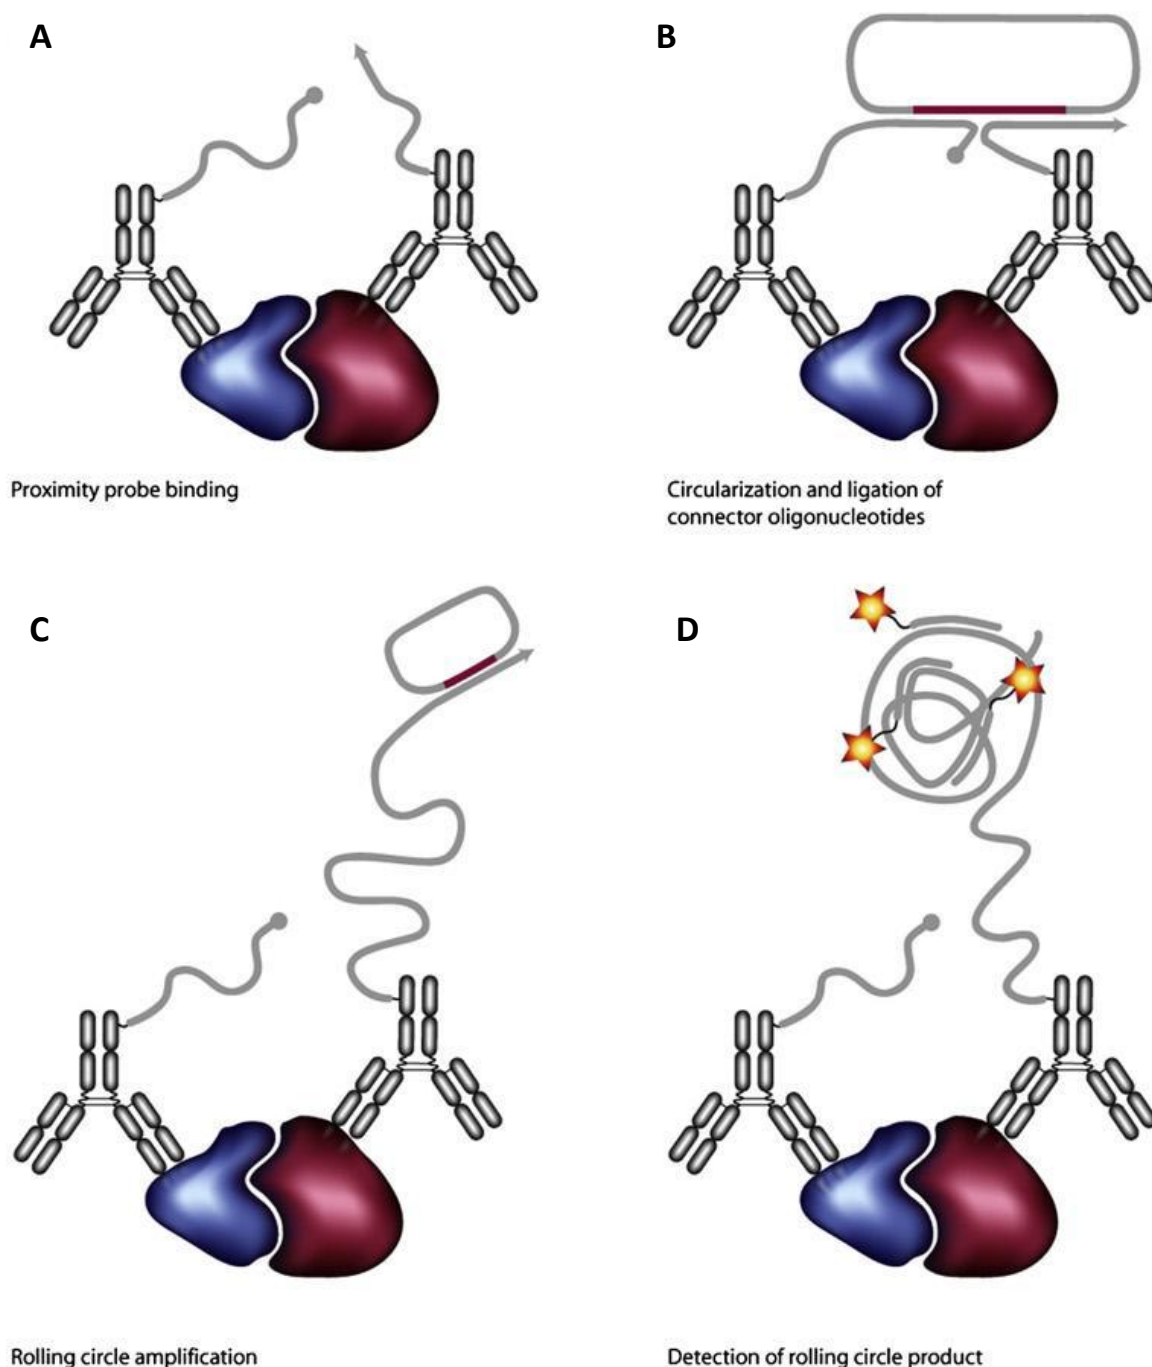 A
B
Proximity probe binding
Circularization and ligation of
connector oligonucleotides
C
D
Rolling circle amplification
Detection of rolling circle product